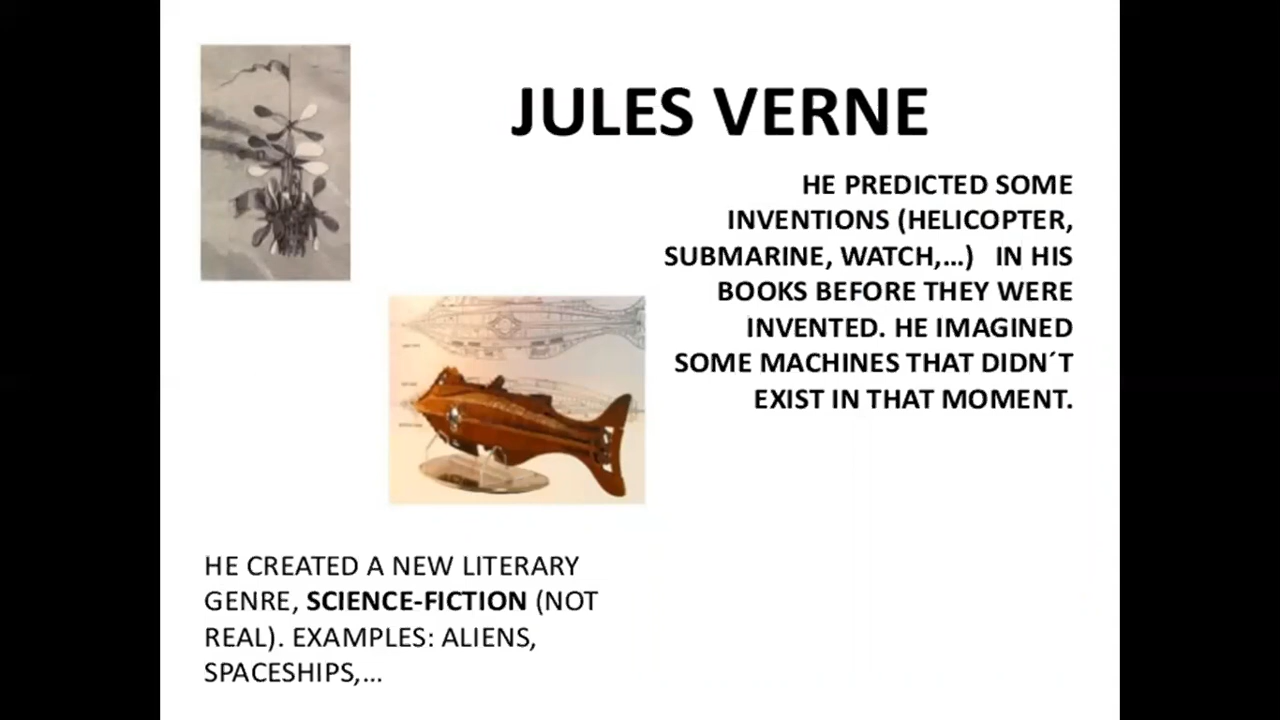 JULES VERNE
HE PREDICTED SOME
INVENTIONS (HELICOPTER,
SUBMARINE, WATCH,...) IN HIS
BOOKS BEFORE THEY WERE
INVENTED. HE IMAGINED
SOME MACHINES THAT DIDN´T
EXIST IN THAT MOMENT.
HE CREATED A NEW LITERARY
GENRE, SCIENCE-FICTION (NOT
REAL). EXAMPLES: ALIENS,
SPACESHIPS,...